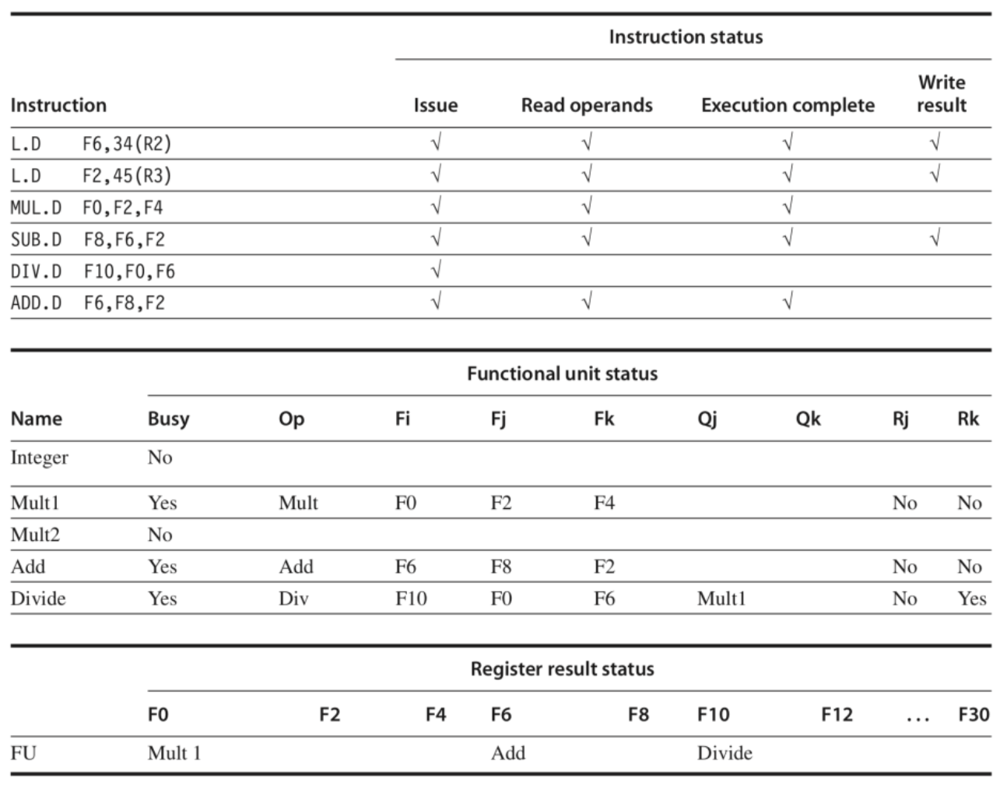 Instruction status
Instruction Issue Read operands Execution complete Write result
L.D F6,34(R2) √ √ √ √
L.D F2,45(R3) √ √ √ √
MUL.D F0,F2,F4 √ √ √
SUB.D F8,F6,F2 √ √ √ √
DIV.D F10,F0,F6 √
ADD.D F6,F8,F2 √ √ √
Functional unit status
Name Busy Op Fi Fj Fk Qj Qk Rj Rk
Integer No
Mult1 Yes Mult F0 F2 F4 No No
Mult2 No
Add Yes Add F6 F8 F2 No No
Divide Yes Div F10 F0 F6 Mult1 No Yes
Register result status
F0 F2 F4 F6 F8 F10 F12 ... F30
FU Mult 1 Add Divide